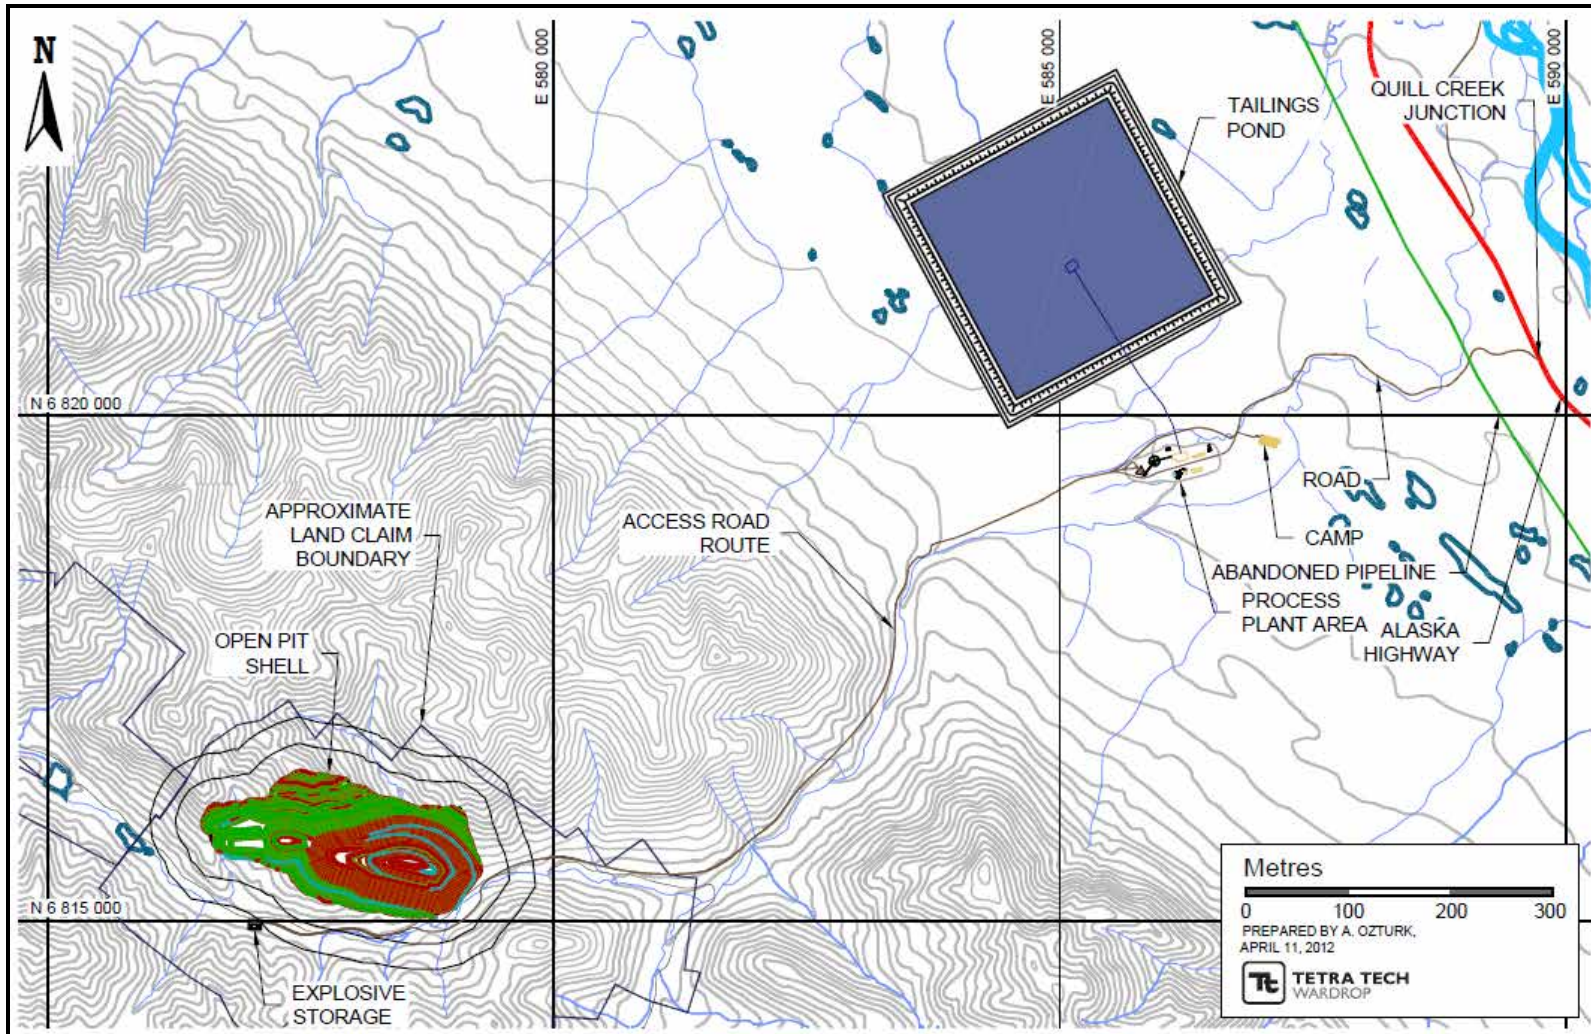 N
E 580 000
E 585 000
E 590 000
QUILL CREEK
JUNCTION
TAILINGS
POND
N 6 820 000
APPROXIMATE
LAND CLAIM
BOUNDARY
ACCESS ROAD
ROUTE
ROAD
CAMP
ABANDONED PIPELINE
PROCESS
PLANT AREA
ALASKA
HIGHWAY
OPEN PIT
SHELL
N 6 815 000
EXPLOSIVE
STORAGE
Metres
0 100 200 300
PREPARED BY A. OZTURK,
APRIL 11, 2012
Tt
TETRA TECH
WARDROP